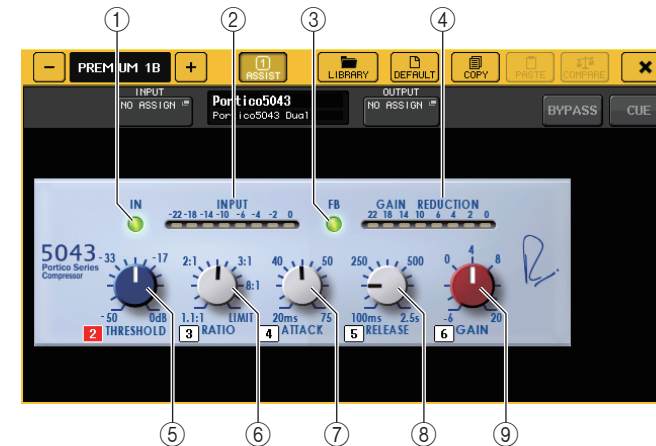 ① ② ③ ④
− PREMIUM 1B + 1 ASSIST LIBRARY DEFAULT COPY PASTE COMPARE ×
INPUT
NO ASSIGN
Portico5043
Portico5043 Dual
OUTPUT
NO ASSIGN
BYPASS CUE
IN INPUT FB GAIN REDUCTION
-22 -18 -14 -10 -6 -4 -2 0 22 18 14 10 6 4 2 0
5043
Portico Series
Compressor
-33 -17 2:1 3:1 40 50 250 500 0 4 8
8:1
-50 0dB 1.1:1 LIMIT 20ms 75 100ms 2.5s -6 20
2 THRESHOLD 3 RATIO 4 ATTACK 5 RELEASE 6 GAIN
⑤ ⑥ ⑦ ⑧ ⑨